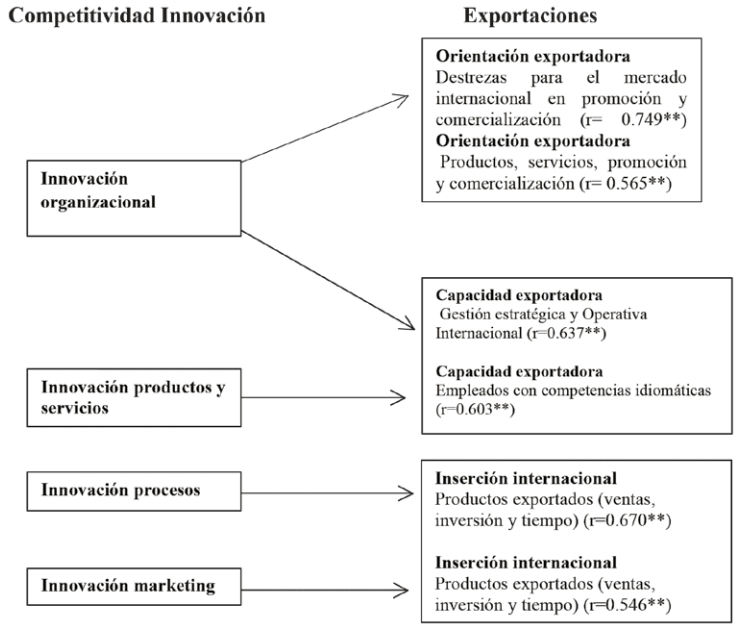 Competitividad Innovación
Exportaciones
Orientación exportadora
Destrezas para el mercado
internacional en promoción y
comercialización (r= 0.749**)
Orientación exportadora
Productos, servicios, promoción
y comercialización (r= 0.565**)
Innovación
organizacional
Capacidad exportadora
Gestión estratégica y Operativa
Internacional (r=0.637**)
Capacidad exportadora
Empleados con competencias idiomáticas
(r=0.603**)
Innovación productos y
servicios
Inserción internacional
Productos exportados (ventas,
inversión y tiempo) (r=0.670**)
Innovación procesos
Inserción internacional
Productos exportados (ventas,
inversión y tiempo) (r=0.546**)
Innovación marketing